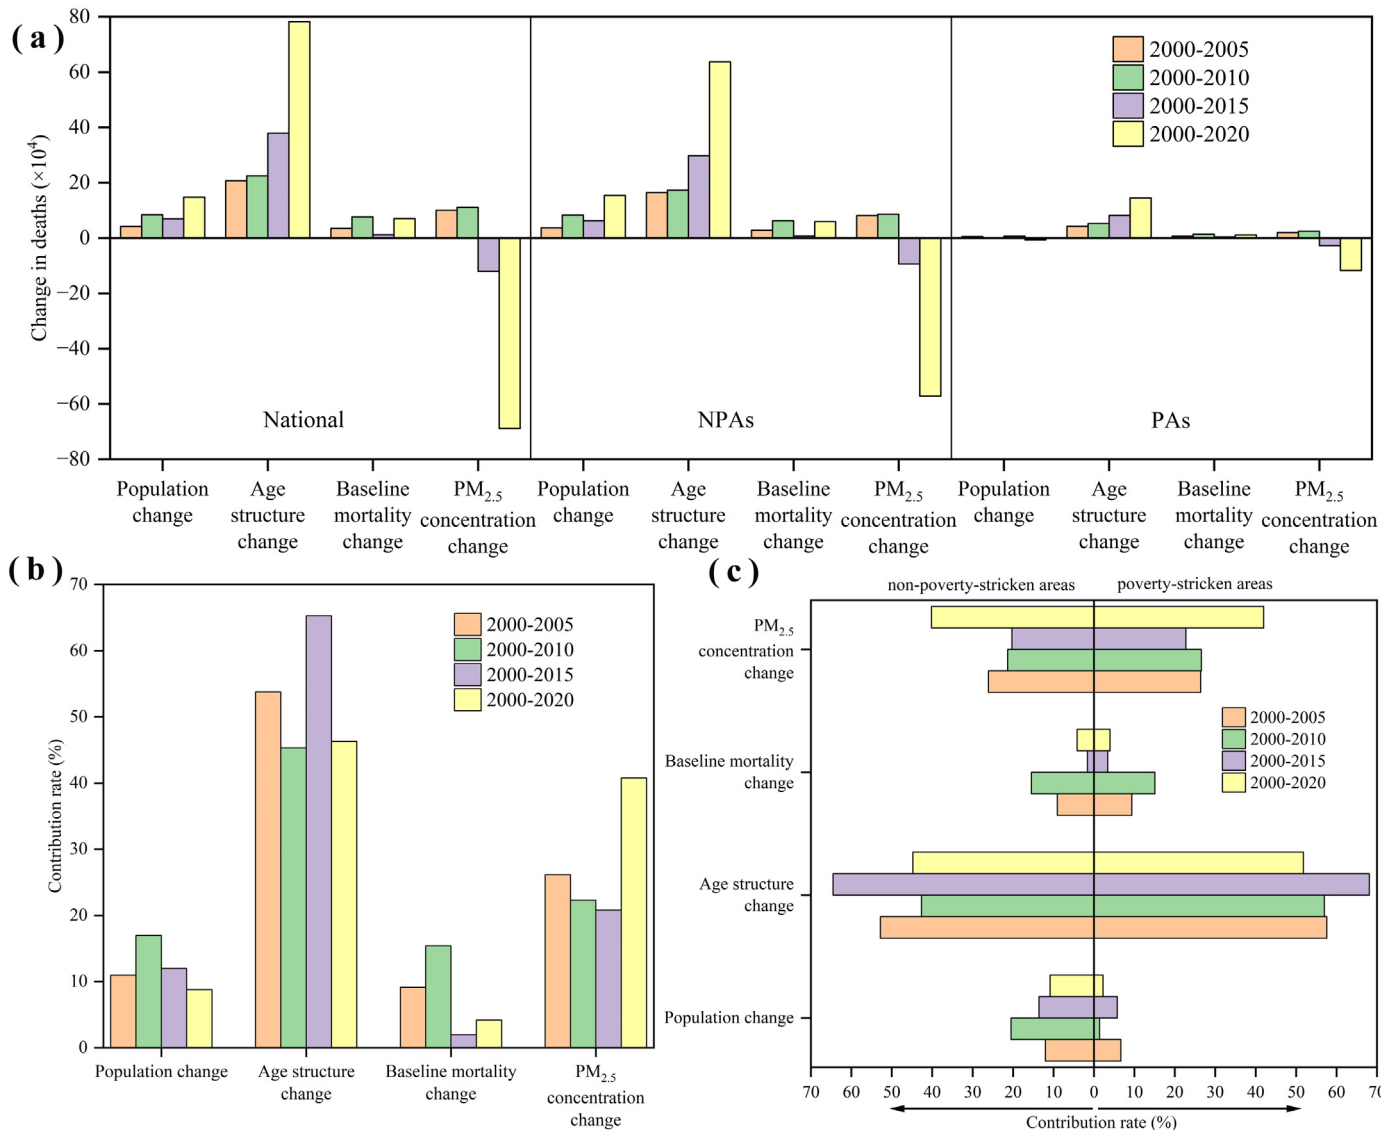 (a)
Change in deaths (×10⁴)
80
60
40
20
0
−20
−40
−60
−80
2000-2005
2000-2010
2000-2015
2000-2020
National
NPAs
PAs
Population change
Age structure change
Baseline mortality change
PM2.5 concentration change
Population change
Age structure change
Baseline mortality change
PM2.5 concentration change
Population change
Age structure change
Baseline mortality change
PM2.5 concentration change
(b)
Contribution rate (%)
70
60
50
40
30
20
10
0
2000-2005
2000-2010
2000-2015
2000-2020
Population change
Age structure change
Baseline mortality change
PM2.5 concentration change
(c)
non-poverty-stricken areas
poverty-stricken areas
PM2.5 concentration change
Baseline mortality change
Age structure change
Population change
2000-2005
2000-2010
2000-2015
2000-2020
70 60 50 40 30 20 10 0 10 20 30 40 50 60 70
Contribution rate (%)